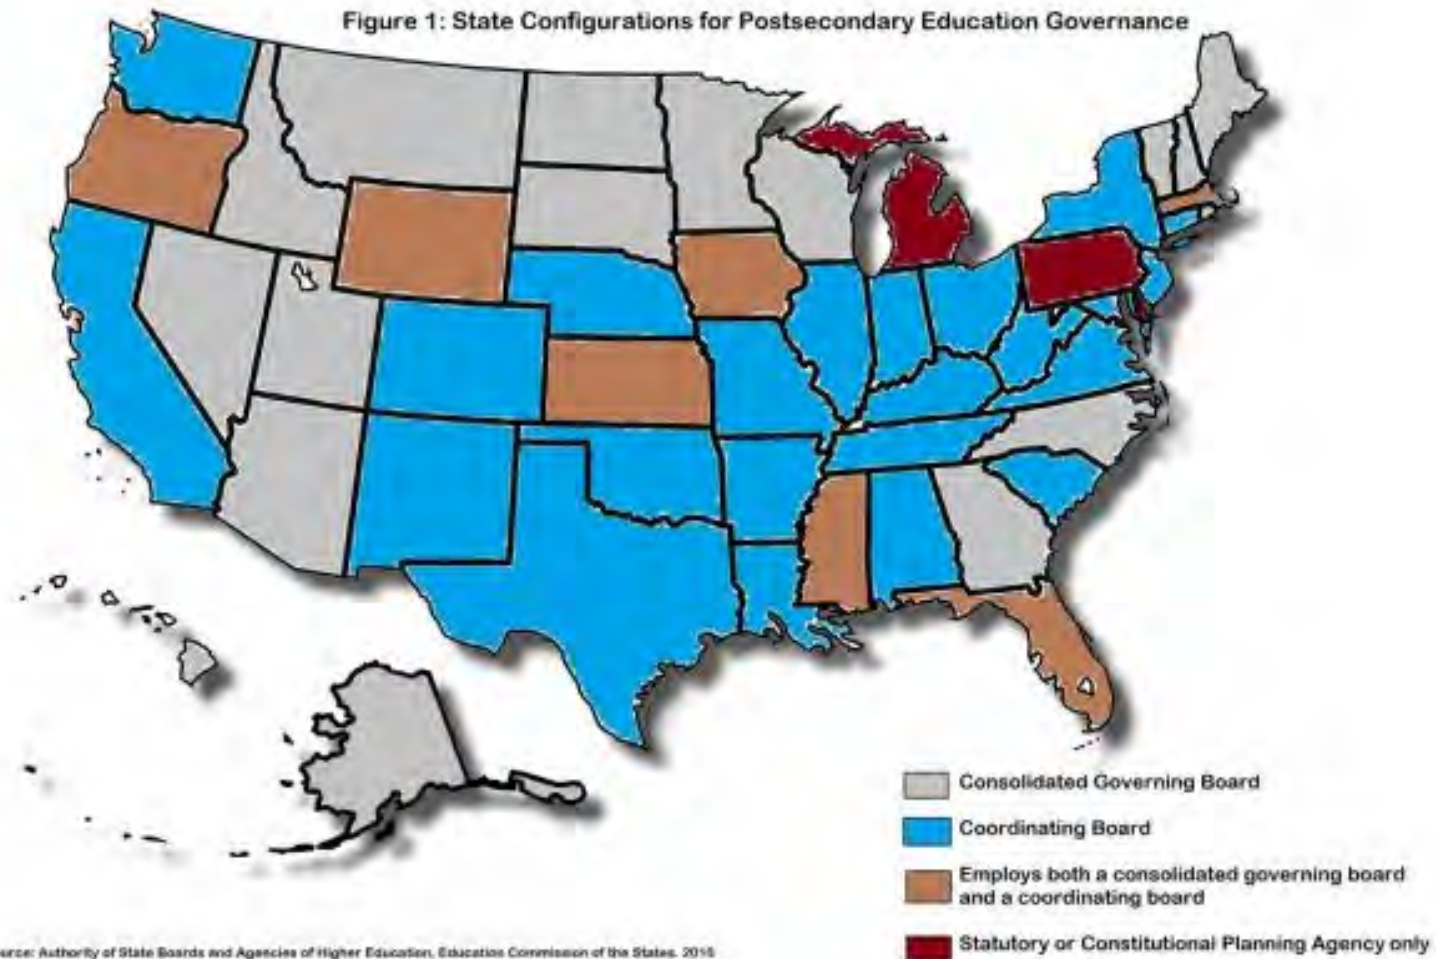 Figure 1: State Configurations for Postsecondary Education Governance
Consolidated Governing Board
Coordinating Board
Employs both a consolidated governing board
and a coordinating board
Statutory or Constitutional Planning Agency only
urce: Authority of State Boards and Agencies of Higher Education, Education Commission of the States.